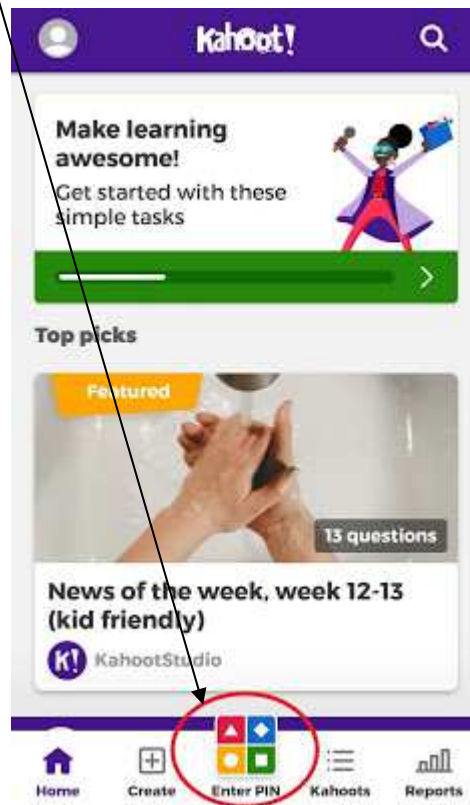 Kahoot!
Make learning
awesome!
Get started with these
simple tasks
Top picks
Featured
13 questions
News of the week, week 12-13
(kid friendly)
K! KahootStudio
Home Create Enter PIN Kahoots Reports